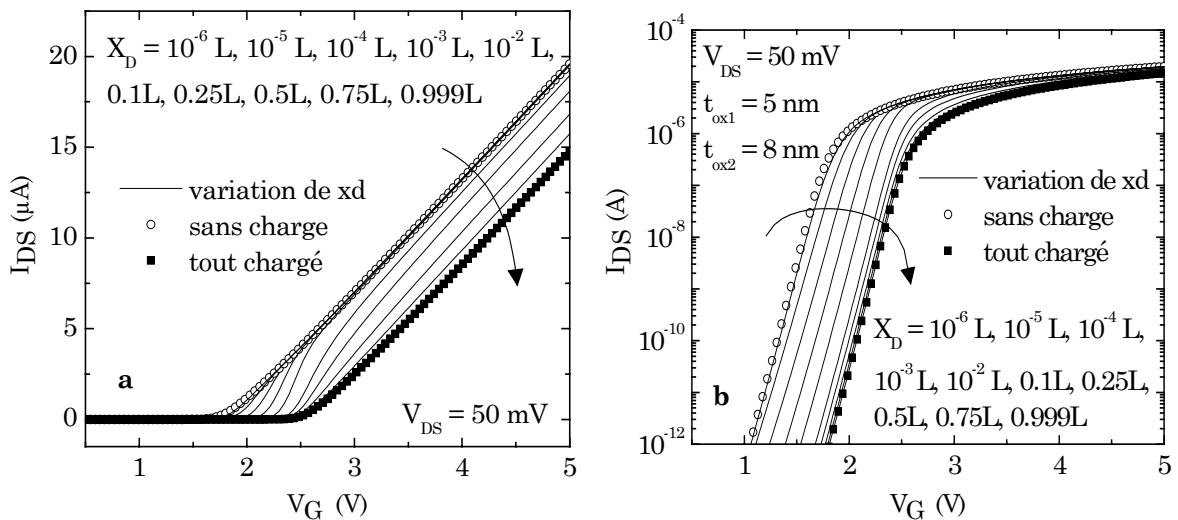 X_D = 10^-6 L, 10^-5 L, 10^-4 L, 10^-3 L, 10^-2 L,
0.1L, 0.25L, 0.5L, 0.75L, 0.999L
variation de xd
sans charge
tout chargé
a
V_DS = 50 mV
20
15
10
5
0
I_DS (µA)
1
2
3
4
5
V_G (V)
V_DS = 50 mV
t_ox1 = 5 nm
t_ox2 = 8 nm
variation de xd
sans charge
tout chargé
X_D = 10^-6 L, 10^-5 L, 10^-4 L,
10^-3 L, 10^-2 L, 0.1L, 0.25L,
0.5L, 0.75L, 0.999L
b
10^-4
10^-6
10^-8
10^-10
10^-12
I_DS (A)
1
2
3
4
5
V_G (V)